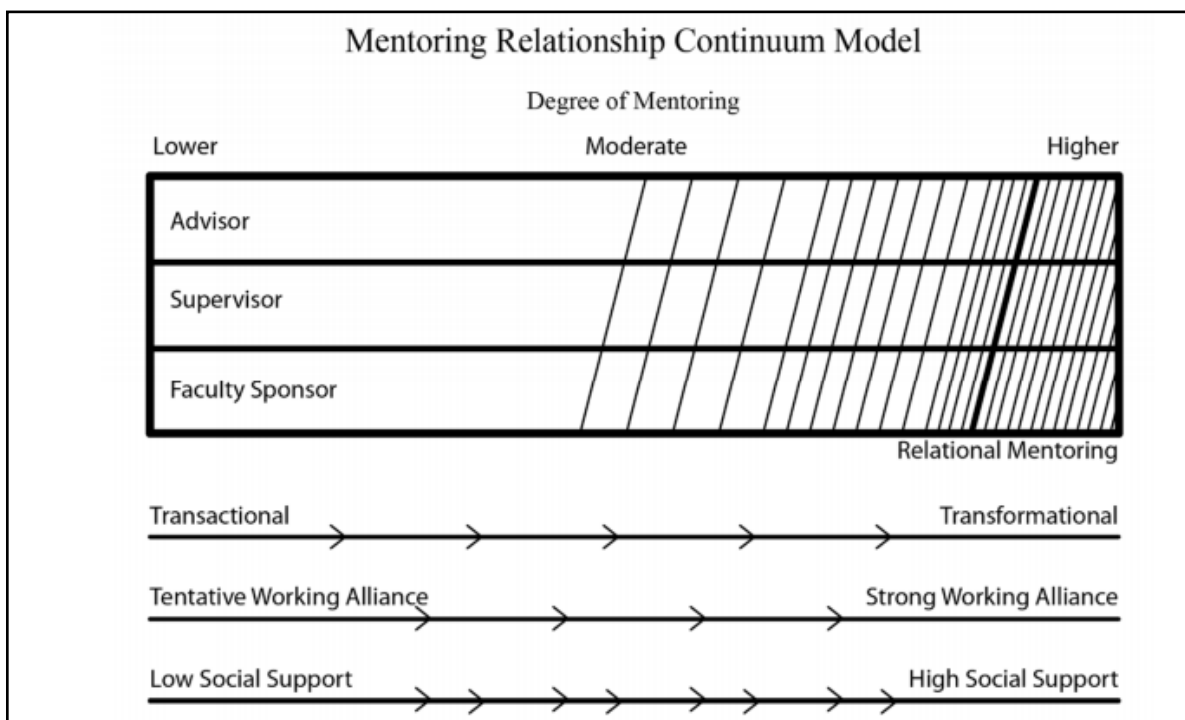 Mentoring Relationship Continuum Model
Degree of Mentoring
Lower Moderate Higher
Advisor
Supervisor
Faculty Sponsor
Relational Mentoring
Transactional Transformational
Tentative Working Alliance Strong Working Alliance
Low Social Support High Social Support